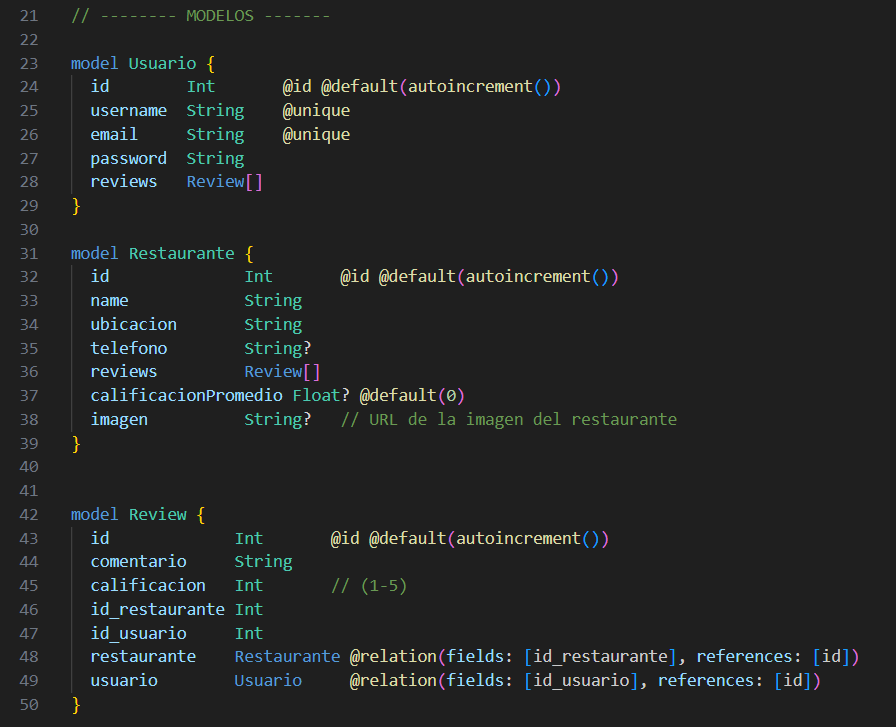 21 // -------- MODELOS -------
22
23 model Usuario {
24 id Int @id @default(autoincrement())
25 username String @unique
26 email String @unique
27 password String
28 reviews Review[]
29 }
30
31 model Restaurante {
32 id Int @id @default(autoincrement())
33 name String
34 ubicacion String
35 telefono String?
36 reviews Review[]
37 calificacionPromedio Float? @default(0)
38 imagen String? // URL de la imagen del restaurante
39 }
40
41
42 model Review {
43 id Int @id @default(autoincrement())
44 comentario String
45 calificacion Int // (1-5)
46 id_restaurante Int
47 id_usuario Int
48 restaurante Restaurante @relation(fields: [id_restaurante], references: [id])
49 usuario Usuario @relation(fields: [id_usuario], references: [id])
50 }